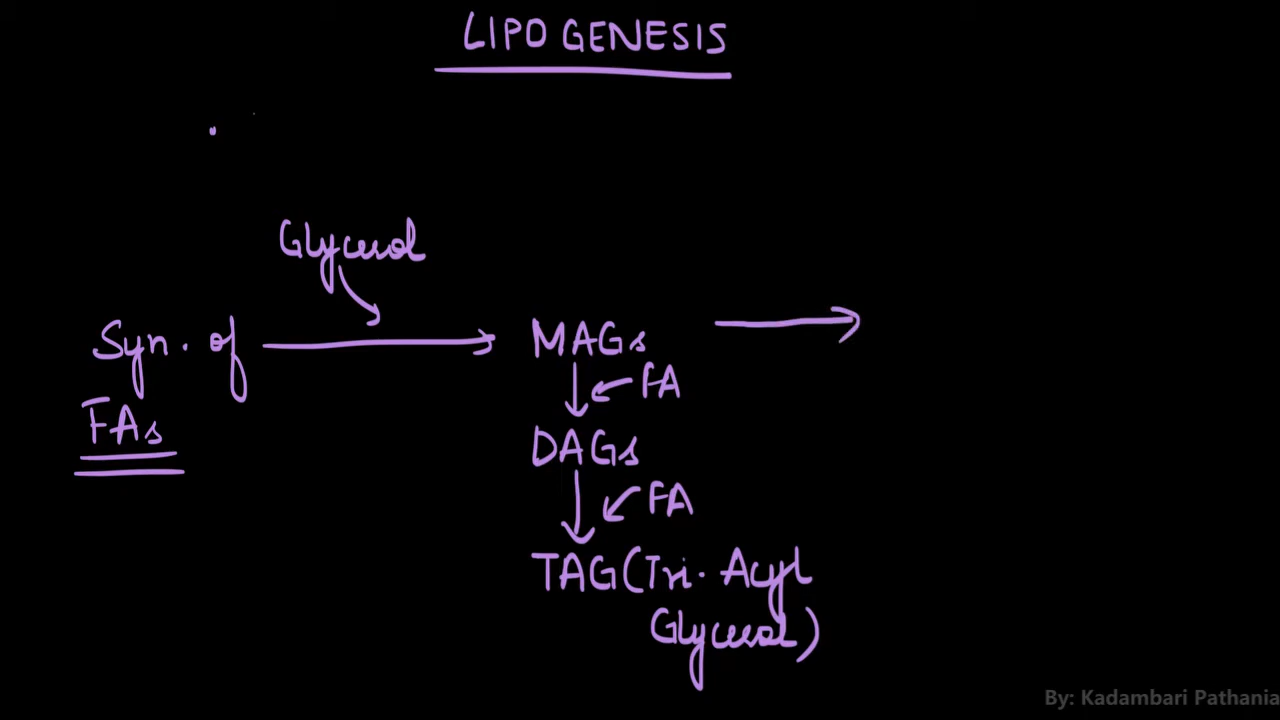 LIPOGENESIS
Glycerol
Syn. of
FAs
MAGs
FA
DAGs
FA
TAG (Tri. Acyl
Glycerol)
By: Kadambari Pathania